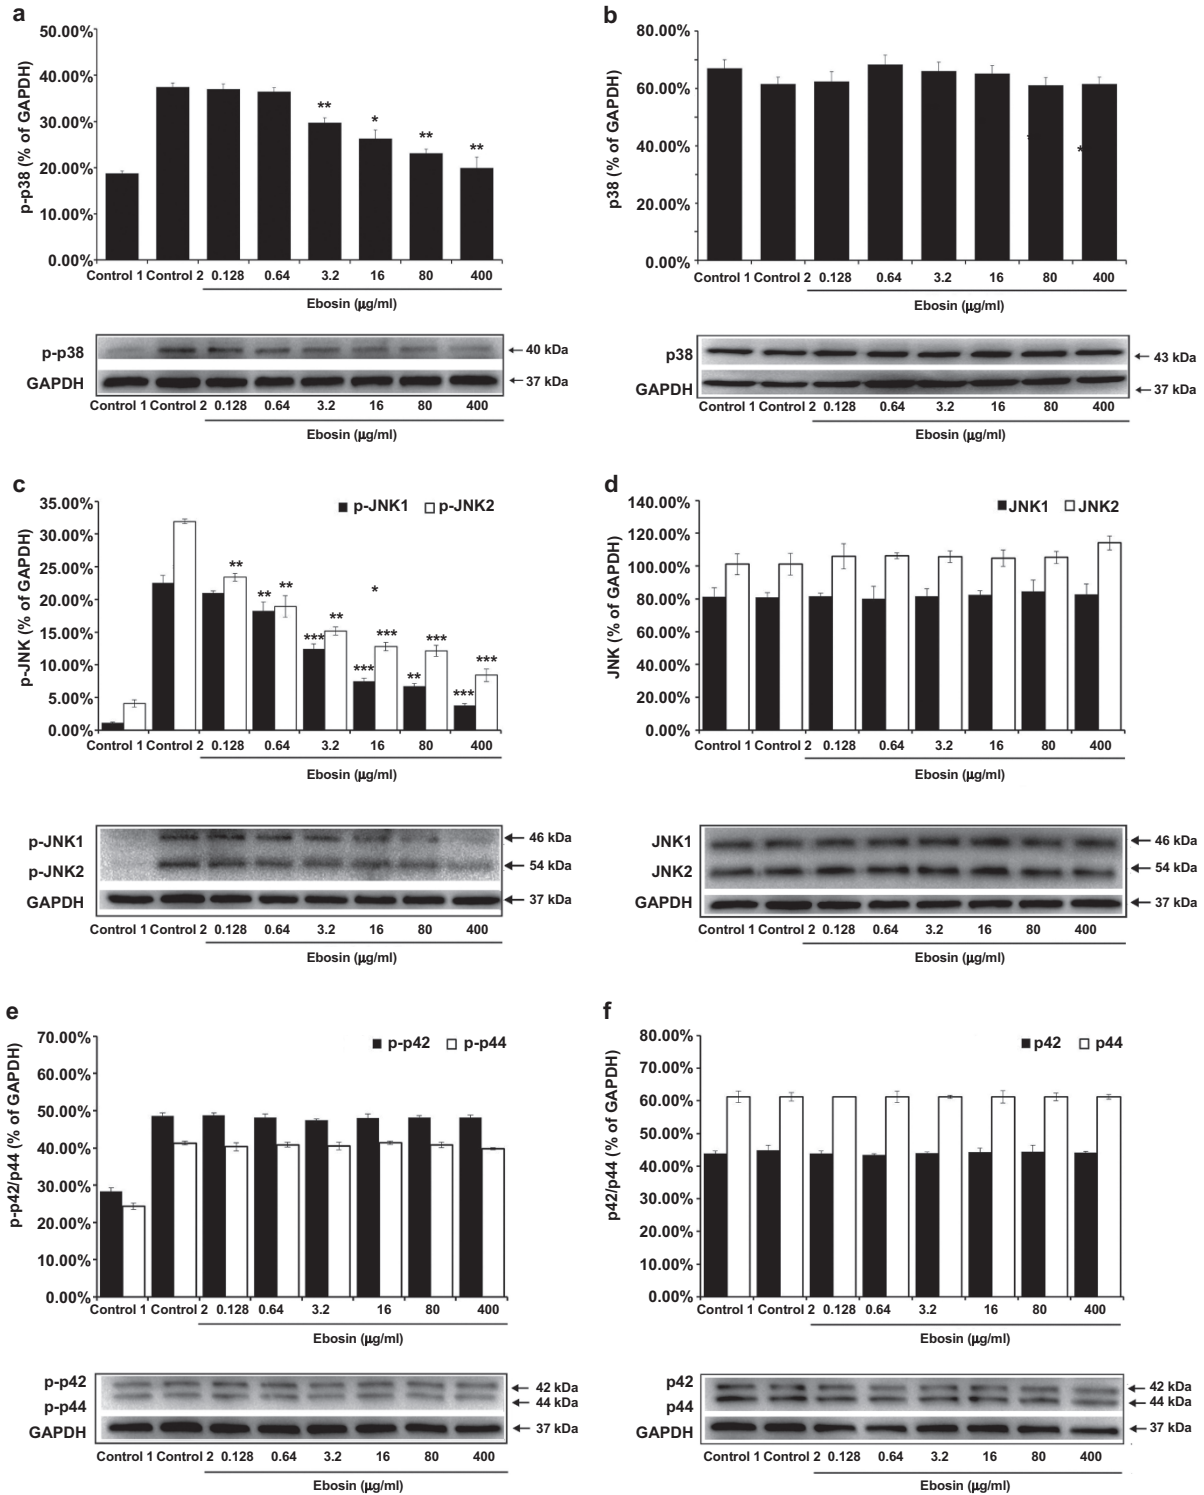 a
50.00%
40.00%
30.00%
20.00%
10.00%
0.00%
p-p38 (% of GAPDH)
** * ** **
Control 1 Control 2 0.128 0.64 3.2 16 80 400
Ebosin (μg/ml)
p-p38
← 40 kDa
GAPDH
← 37 kDa
Control 1 Control 2 0.128 0.64 3.2 16 80 400
Ebosin (μg/ml)
b
80.00%
60.00%
40.00%
20.00%
0.00%
p38 (% of GAPDH)
* *
Control 1 Control 2 0.128 0.64 3.2 16 80 400
Ebosin (μg/ml)
p38
← 43 kDa
GAPDH
← 37 kDa
Control 1 Control 2 0.128 0.64 3.2 16 80 400
Ebosin (μg/ml)
c
35.00%
30.00%
25.00%
20.00%
15.00%
10.00%
5.00%
0.00%
p-JNK (% of GAPDH)
p-JNK1 p-JNK2
** ** ** *** ** * *** *** ** *** *** ***
Control 1 Control 2 0.128 0.64 3.2 16 80 400
Ebosin (μg/ml)
p-JNK1
← 46 kDa
p-JNK2
← 54 kDa
GAPDH
← 37 kDa
Control 1 Control 2 0.128 0.64 3.2 16 80 400
Ebosin (μg/ml)
d
140.00%
120.00%
100.00%
80.00%
60.00%
40.00%
20.00%
0.00%
JNK (% of GAPDH)
JNK1 JNK2
Control 1 Control 2 0.128 0.64 3.2 16 80 400
Ebosin (μg/ml)
JNK1
← 46 kDa
JNK2
← 54 kDa
GAPDH
← 37 kDa
Control 1 Control 2 0.128 0.64 3.2 16 80 400
Ebosin (μg/ml)
e
70.00%
60.00%
50.00%
40.00%
30.00%
20.00%
10.00%
0.00%
p-p42/p44 (% of GAPDH)
p-p42 p-p44
Control 1 Control 2 0.128 0.64 3.2 16 80 400
Ebosin (μg/ml)
p-p42
← 42 kDa
p-p44
← 44 kDa
GAPDH
← 37 kDa
Control 1 Control 2 0.128 0.64 3.2 16 80 400
Ebosin (μg/ml)
f
80.00%
70.00%
60.00%
50.00%
40.00%
30.00%
20.00%
10.00%
0.00%
p42/p44 (% of GAPDH)
p42 p44
Control 1 Control 2 0.128 0.64 3.2 16 80 400
Ebosin (μg/ml)
p42
← 42 kDa
p44
← 44 kDa
GAPDH
← 37 kDa
Control 1 Control 2 0.128 0.64 3.2 16 80 400
Ebosin (μg/ml)